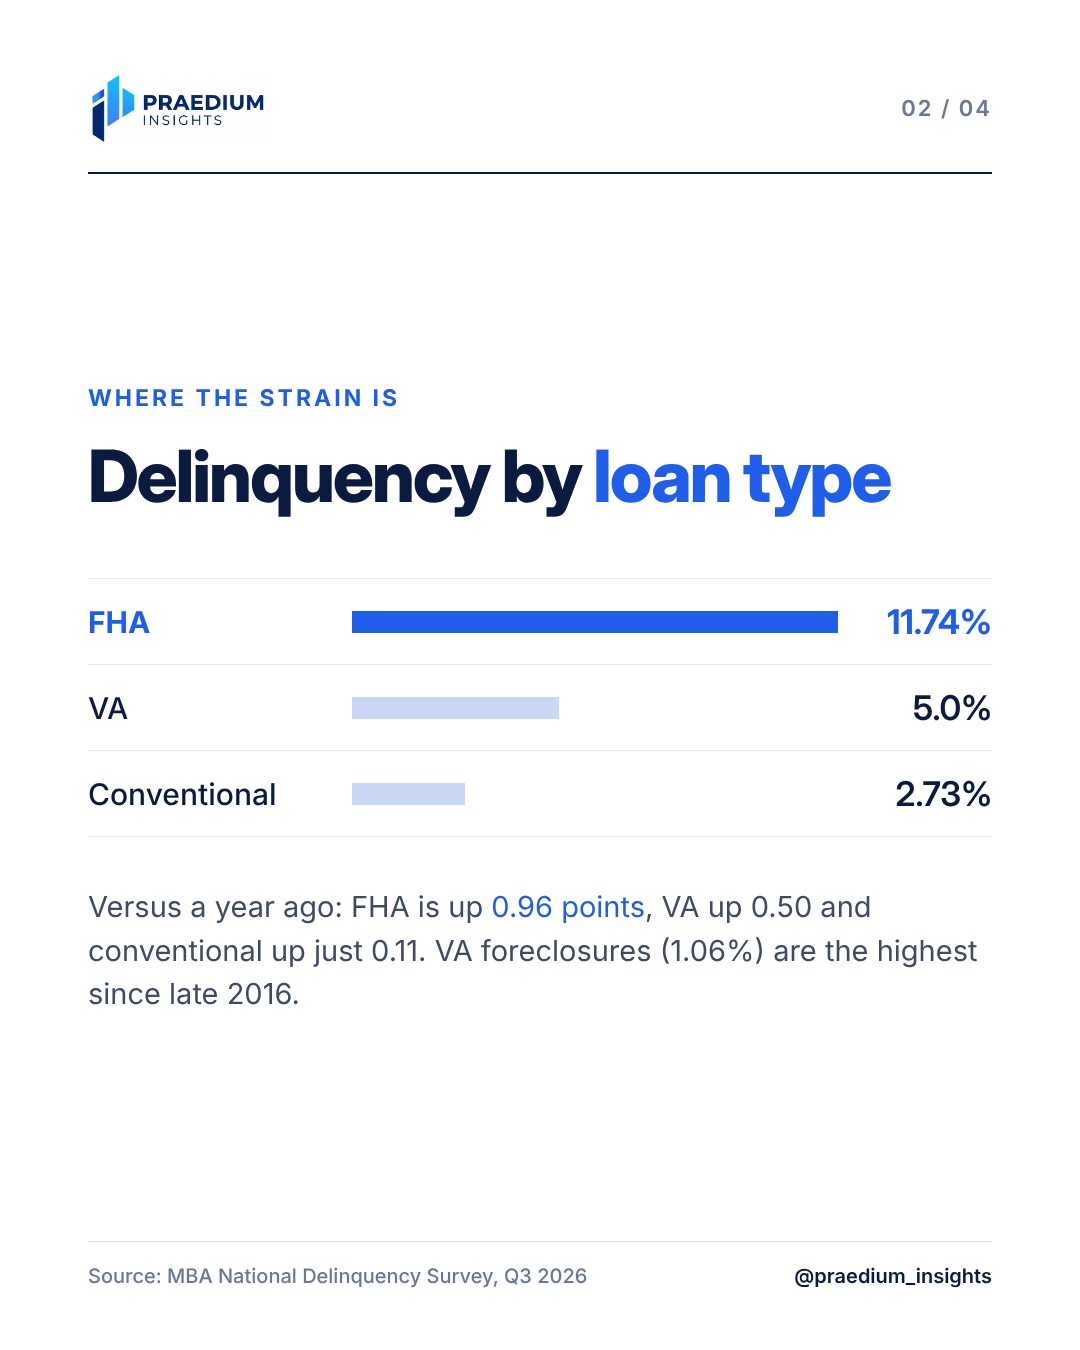 PRAEDIUM
INSIGHTS
02 / 04
WHERE THE STRAIN IS
Delinquency by loan type
FHA 11.74%
VA 5.0%
Conventional 2.73%
Versus a year ago: FHA is up 0.96 points, VA up 0.50 and
conventional up just 0.11. VA foreclosures (1.06%) are the highest
since late 2016.
Source: MBA National Delinquency Survey, Q3 2026
@praedium_insights